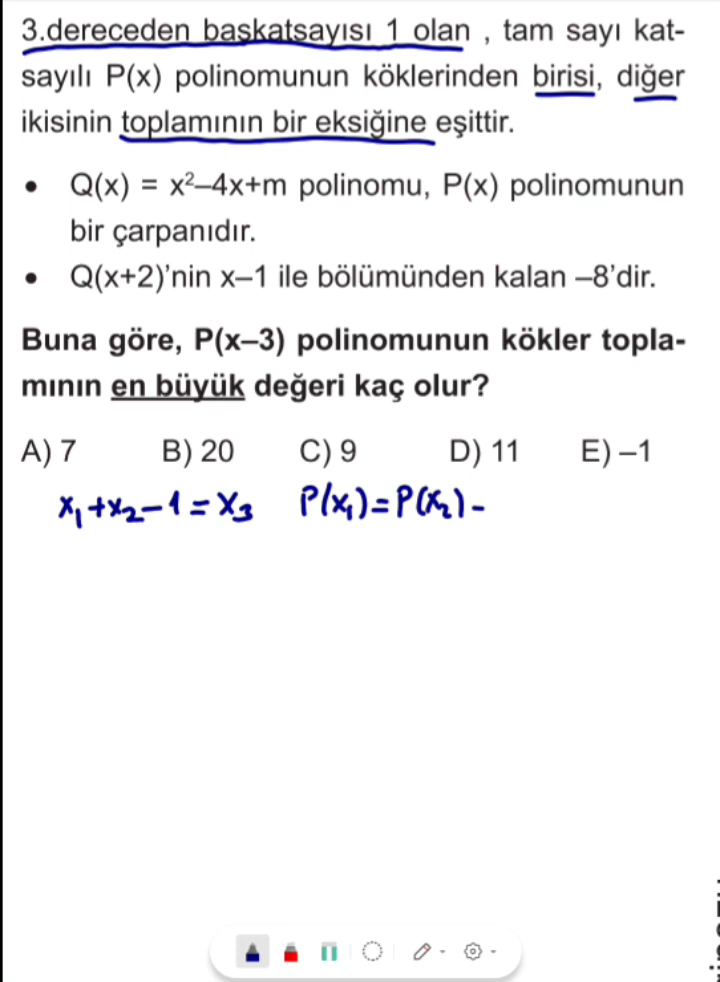 3.dereceden başkatsayısı 1 olan , tam sayı kat-
sayılı P(x) polinomunun köklerinden birisi, diğer
ikisinin toplamının bir eksiğine eşittir.
• Q(x) = x²–4x+m polinomu, P(x) polinomunun
bir çarpanıdır.
• Q(x+2)'nin x–1 ile bölümünden kalan –8'dir.
Buna göre, P(x–3) polinomunun kökler topla-
mının en büyük değeri kaç olur?
A) 7 B) 20 C) 9 D) 11 E) –1
x₁+x₂–1=x₃ P(x₁)=P(x₂)-